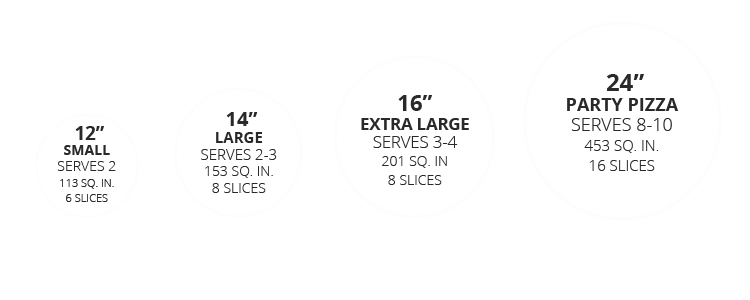 12”
SMALL
SERVES 2
113 SQ. IN.
6 SLICES
14”
LARGE
SERVES 2-3
153 SQ. IN.
8 SLICES
16”
EXTRA LARGE
SERVES 3-4
201 SQ. IN
8 SLICES
24”
PARTY PIZZA
SERVES 8-10
453 SQ. IN.
16 SLICES